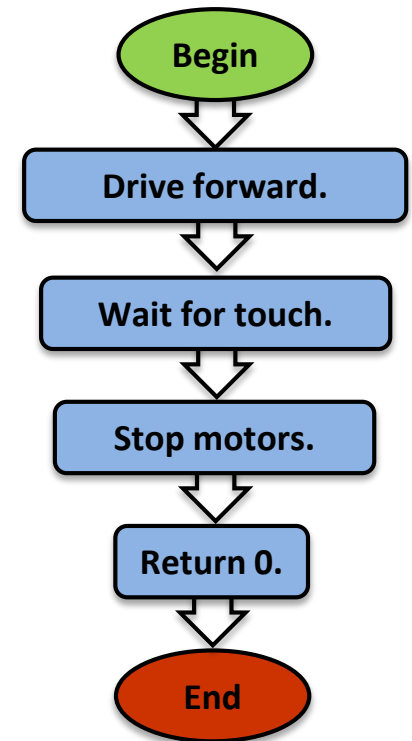 Begin
Drive forward.
Wait for touch.
Stop motors.
Return 0.
End